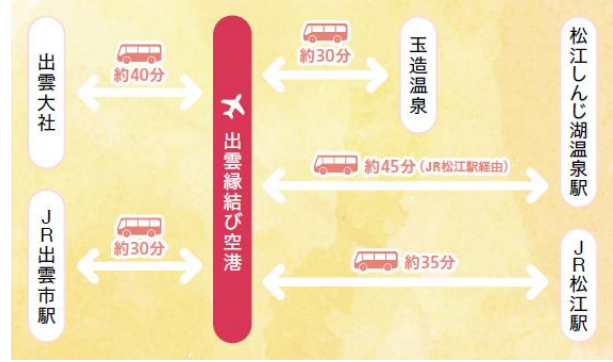 出雲大社
約40分
出雲縁結び空港
約30分
玉造温泉
松江しんじ湖温泉駅
約45分(JR松江駅経由)
JR出雲市駅
約30分
約35分
JR松江駅